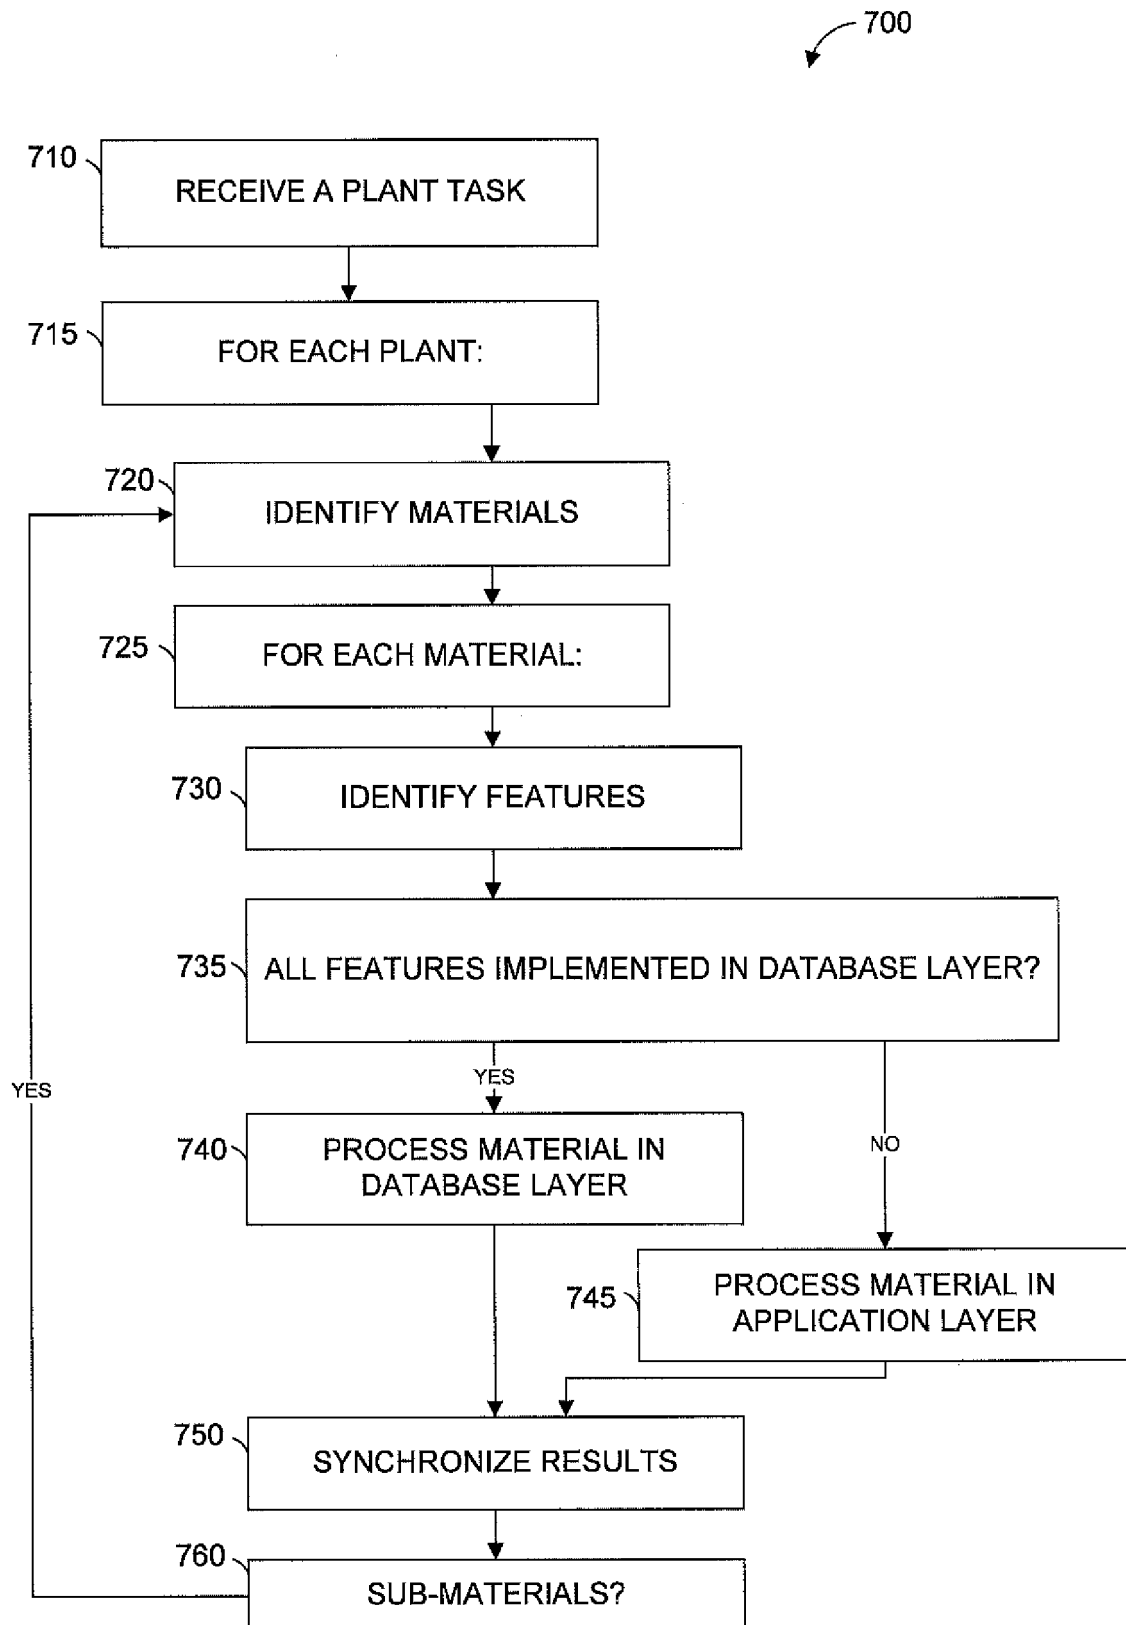 700
710
RECEIVE A PLANT TASK
715
FOR EACH PLANT:
720
IDENTIFY MATERIALS
725
FOR EACH MATERIAL:
730
IDENTIFY FEATURES
735
ALL FEATURES IMPLEMENTED IN DATABASE LAYER?
YES
YES
740
PROCESS MATERIAL IN
DATABASE LAYER
NO
745
PROCESS MATERIAL IN
APPLICATION LAYER
750
SYNCHRONIZE RESULTS
760
SUB-MATERIALS?